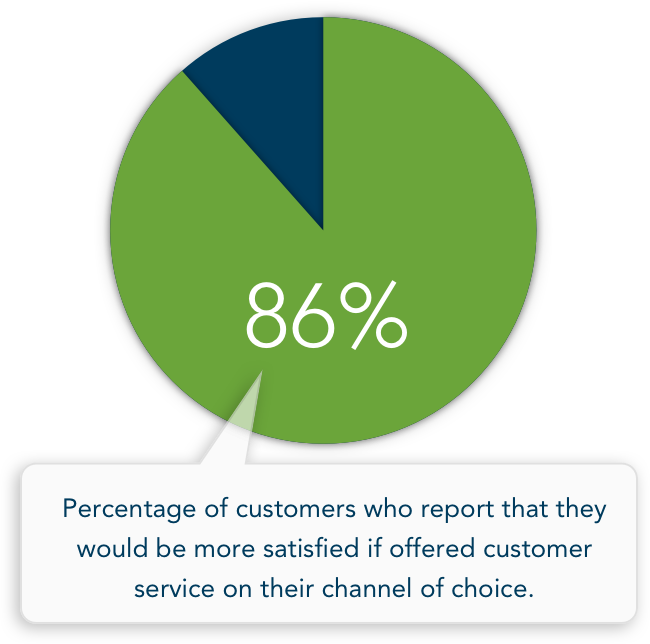 86%
Percentage of customers who report that they
would be more satisfied if offered customer
service on their channel of choice.